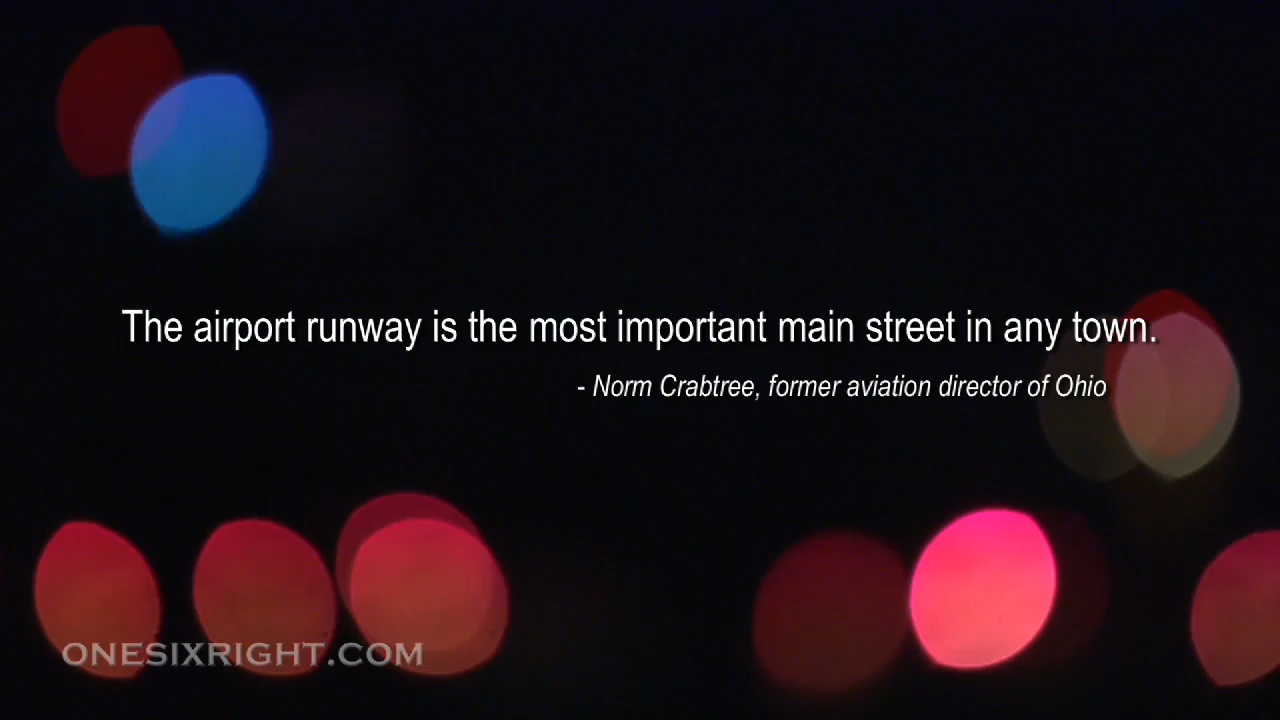 The airport runway is the most important main street in any town.
- Norm Crabtree, former aviation director of Ohio
ONESIXRIGHT.COM